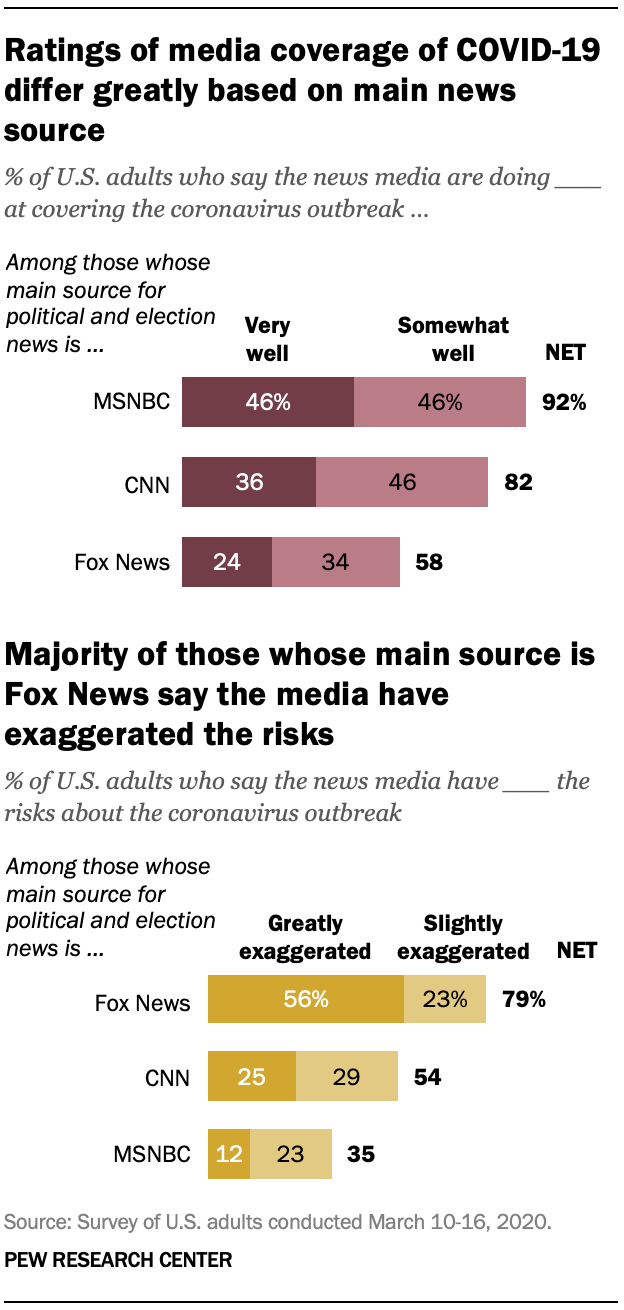 Ratings of media coverage of COVID-19
differ greatly based on main news
source
% of U.S. adults who say the news media are doing ___
at covering the coronavirus outbreak ...
Among those whose
main source for
political and election
news is ...
Very
well
Somewhat
well
NET
MSNBC 46% 46% 92%
CNN 36 46 82
Fox News 24 34 58
Majority of those whose main source is
Fox News say the media have
exaggerated the risks
% of U.S. adults who say the news media have ___ the
risks about the coronavirus outbreak
Among those whose
main source for
political and election
news is ...
Greatly
exaggerated
Slightly
exaggerated
NET
Fox News 56% 23% 79%
CNN 25 29 54
MSNBC 12 23 35
Source: Survey of U.S. adults conducted March 10-16, 2020.
PEW RESEARCH CENTER